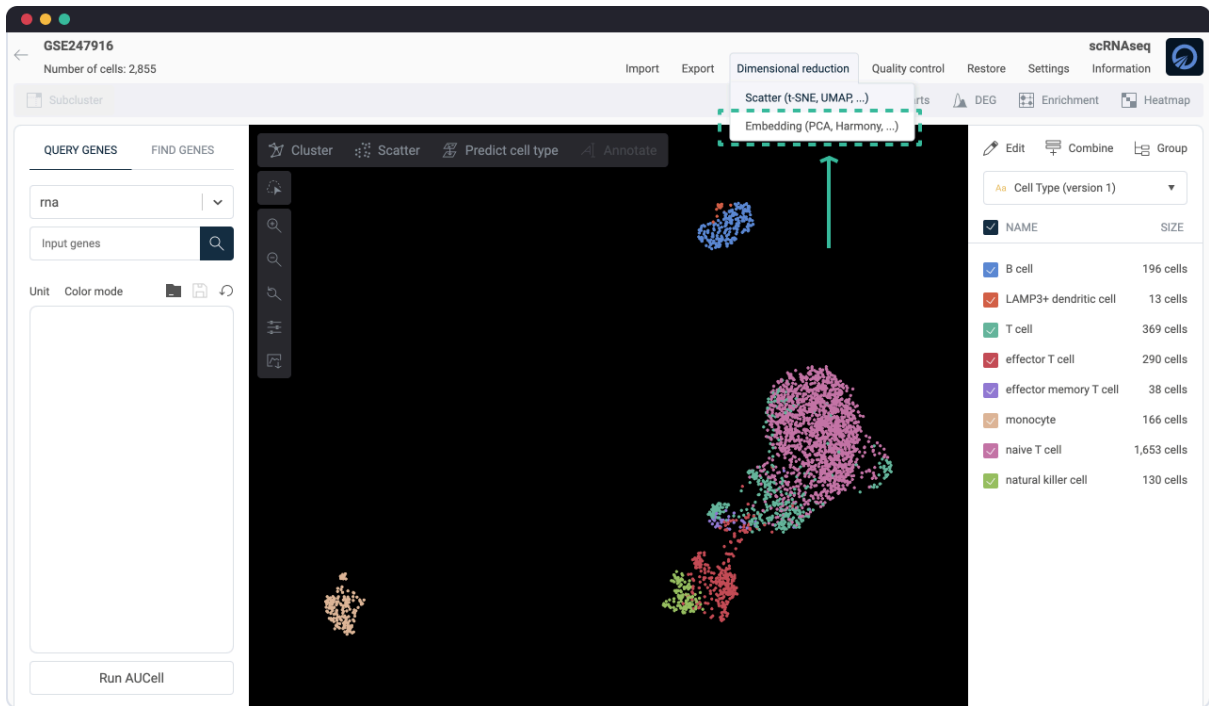 GSE247916
Number of cells: 2,855
scRNAseq
Import Export Dimensional reduction Quality control Restore Settings Information
Scatter (t-SNE, UMAP, ...)
Embedding (PCA, Harmony, ...)
Subcluster
DEG Enrichment Heatmap
QUERY GENES FIND GENES
rna
Input genes
Unit Color mode
Run AUCell
Cluster Scatter Predict cell type Annotate
Edit Combine Group
Aa Cell Type (version 1)
NAME SIZE
B cell 196 cells
LAMP3+ dendritic cell 13 cells
T cell 369 cells
effector T cell 290 cells
effector memory T cell 38 cells
monocyte 166 cells
naive T cell 1,653 cells
natural killer cell 130 cells